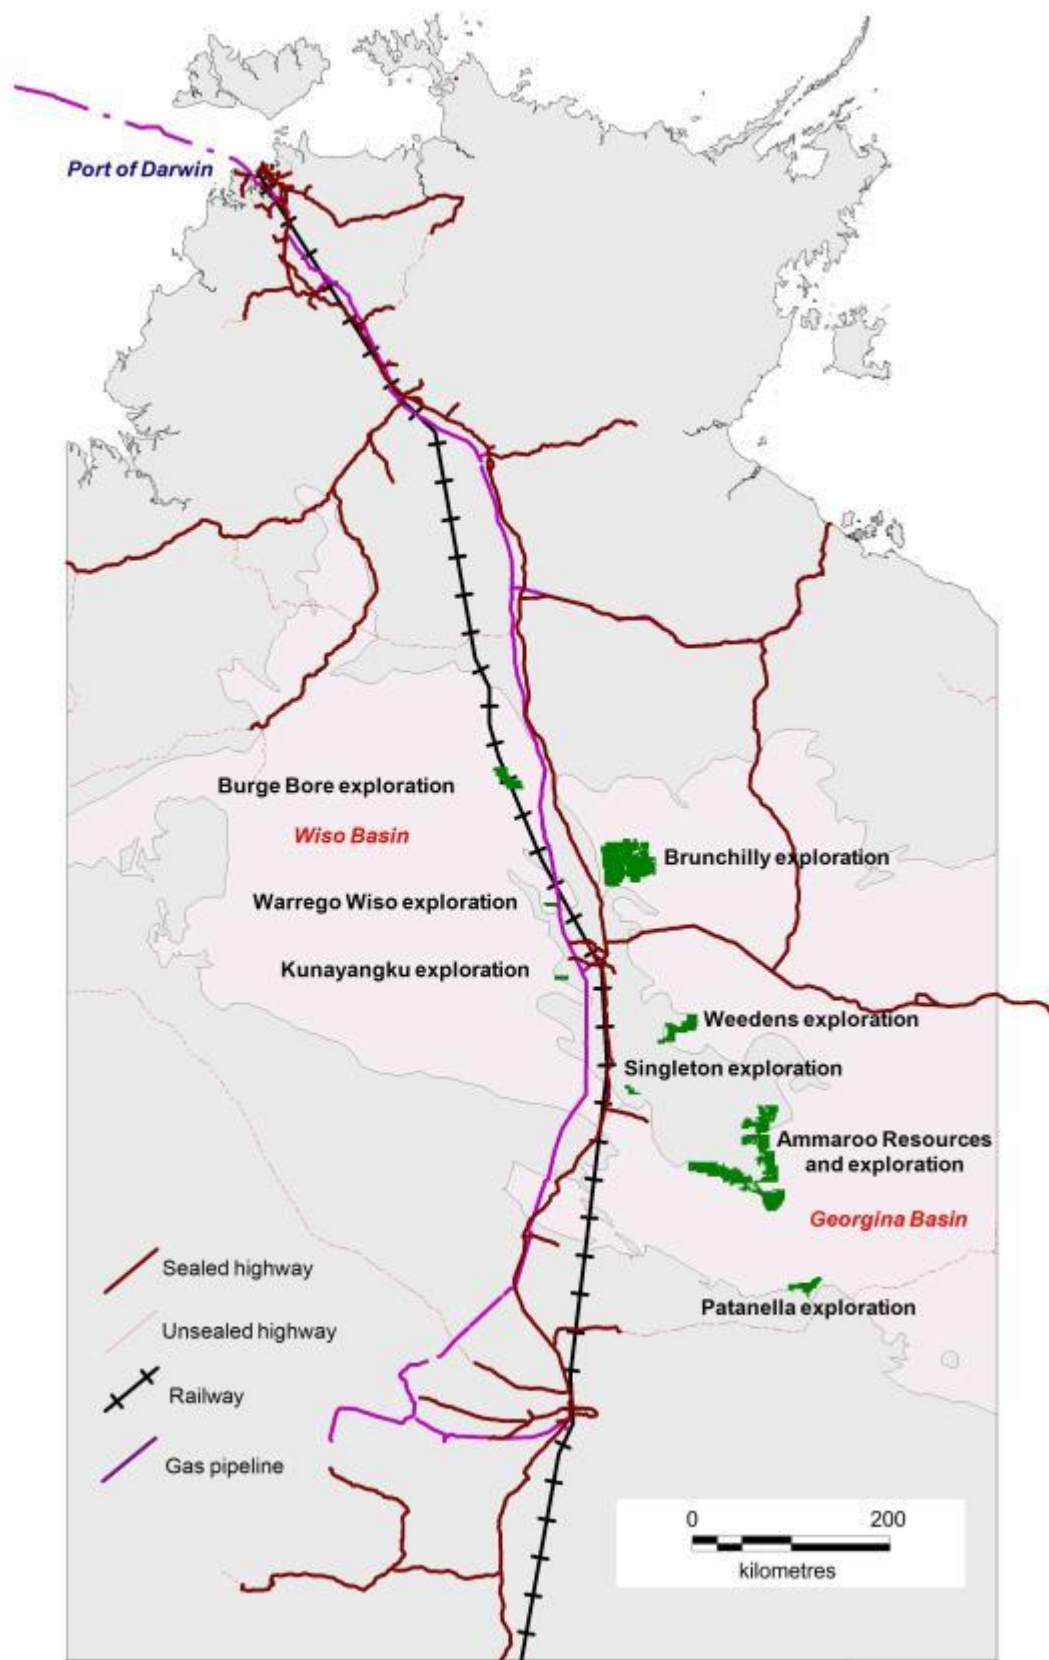 Port of Darwin
Burge Bore exploration
Wiso Basin
Brunchilly exploration
Warrego Wiso exploration
Kunayangku exploration
Weedens exploration
Singleton exploration
Ammaroo Resources
and exploration
Georgina Basin
Sealed highway
Patanella exploration
Unsealed highway
Railway
Gas pipeline
0 200
kilometres